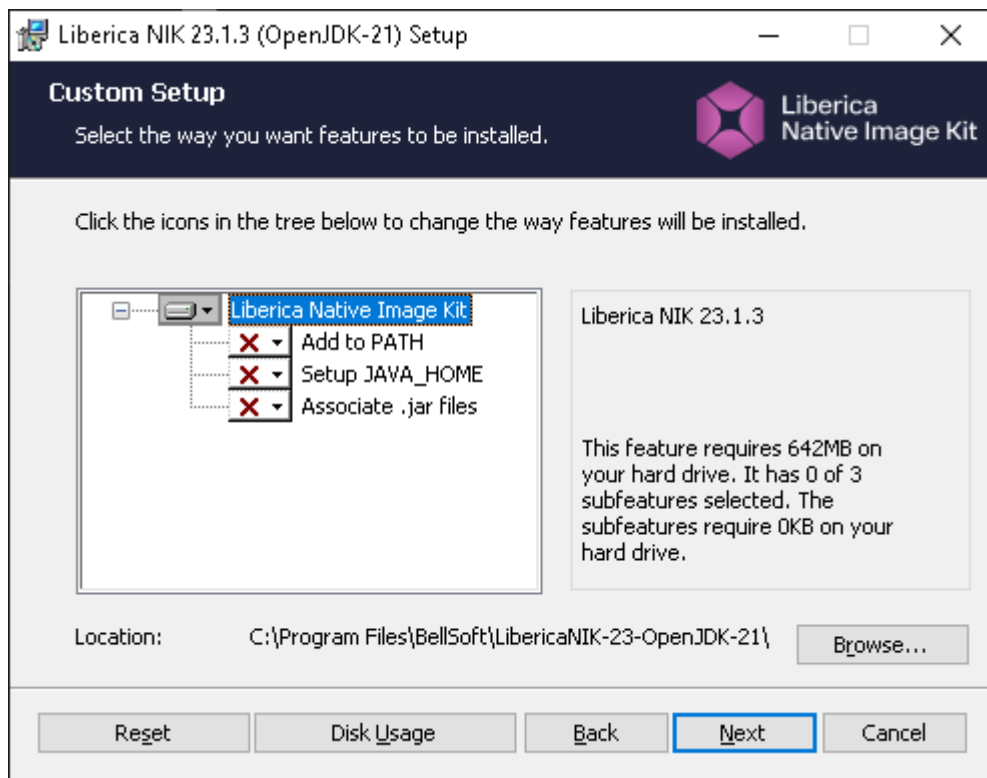 Liberica NIK 23.1.3 (OpenJDK-21) Setup
Custom Setup
Select the way you want features to be installed.
Liberica
Native Image Kit
Click the icons in the tree below to change the way features will be installed.
Liberica Native Image Kit
Add to PATH
Setup JAVA_HOME
Associate .jar files
Liberica NIK 23.1.3
This feature requires 642MB on
your hard drive. It has 0 of 3
subfeatures selected. The
subfeatures require 0KB on your
hard drive.
Location: C:\Program Files\BellSoft\LibericaNIK-23-OpenJDK-21\ Browse...
Reset Disk Usage Back Next Cancel